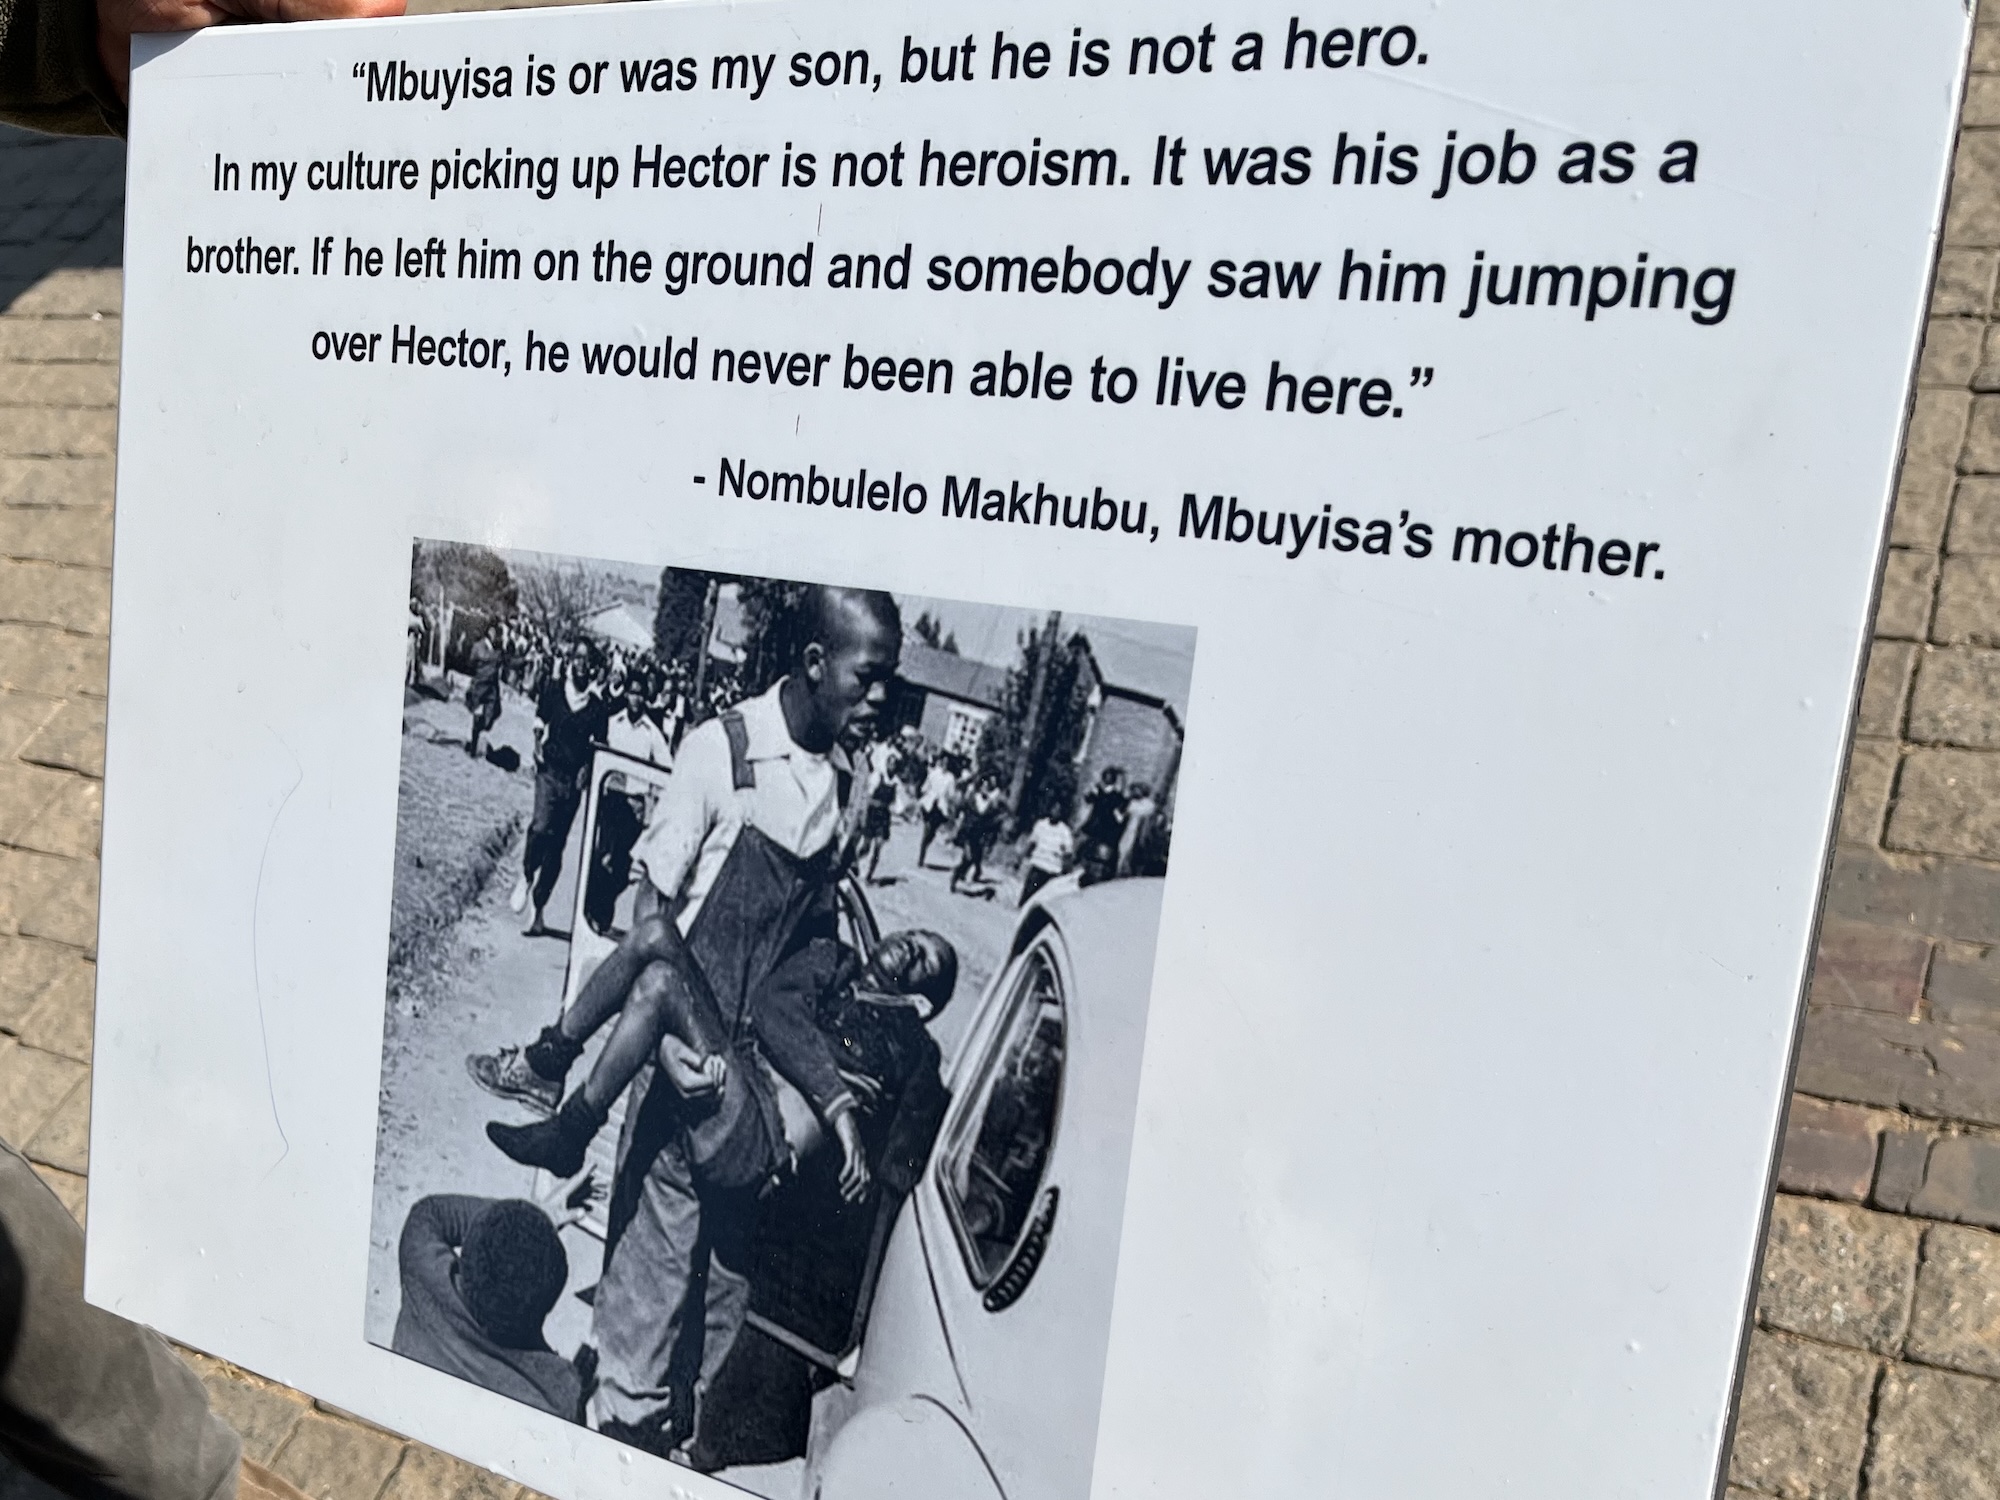 “Mbuyisa is or was my son, but he is not a hero.
In my culture picking up Hector is not heroism. It was his job as a
brother. If he left him on the ground and somebody saw him jumping
over Hector, he would never been able to live here.”
- Nombulelo Makhubu, Mbuyisa’s mother.